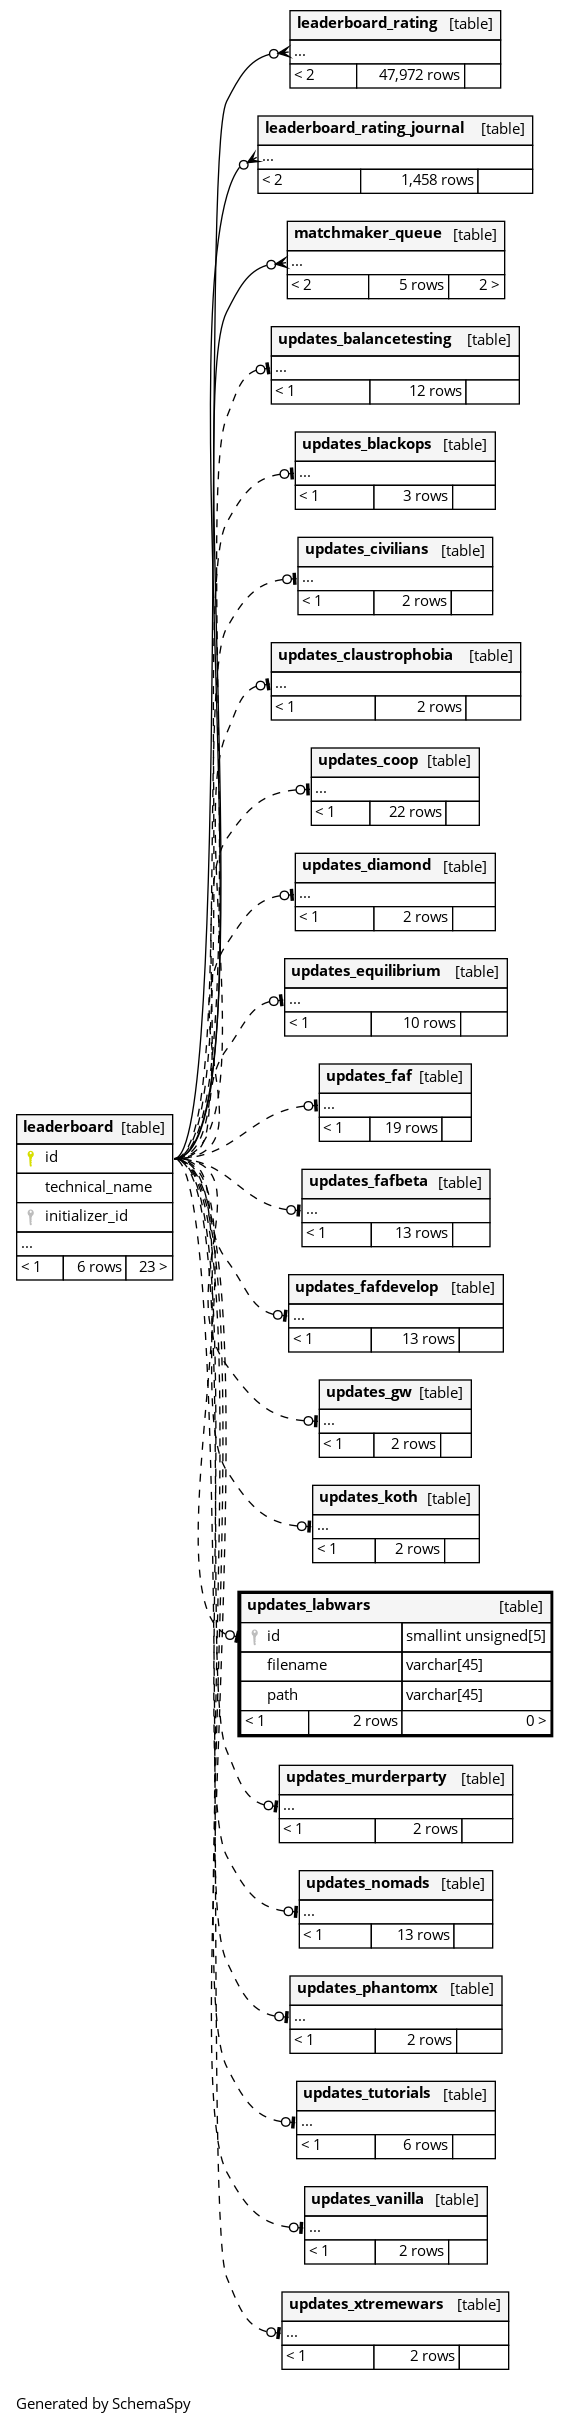 leaderboard_rating [table]
...
< 2 47,972 rows
leaderboard_rating_journal [table]
...
< 2 1,458 rows
matchmaker_queue [table]
...
< 2 5 rows 2 >
updates_balancetesting [table]
...
< 1 12 rows
updates_blackops [table]
...
< 1 3 rows
updates_civilians [table]
...
< 1 2 rows
updates_claustrophobia [table]
...
< 1 2 rows
updates_coop [table]
...
< 1 22 rows
updates_diamond [table]
...
< 1 2 rows
updates_equilibrium [table]
...
< 1 10 rows
updates_faf [table]
...
< 1 19 rows
leaderboard [table]
id
technical_name
initializer_id
...
< 1 6 rows 23 >
updates_fafbeta [table]
...
< 1 13 rows
updates_fafdevelop [table]
...
< 1 13 rows
updates_gw [table]
...
< 1 2 rows
updates_koth [table]
...
< 1 2 rows
updates_labwars [table]
id smallint unsigned[5]
filename varchar[45]
path varchar[45]
< 1 2 rows 0 >
updates_murderparty [table]
...
< 1 2 rows
updates_nomads [table]
...
< 1 13 rows
updates_phantomx [table]
...
< 1 2 rows
updates_tutorials [table]
...
< 1 6 rows
updates_vanilla [table]
...
< 1 2 rows
updates_xtremewars [table]
...
< 1 2 rows
Generated by SchemaSpy